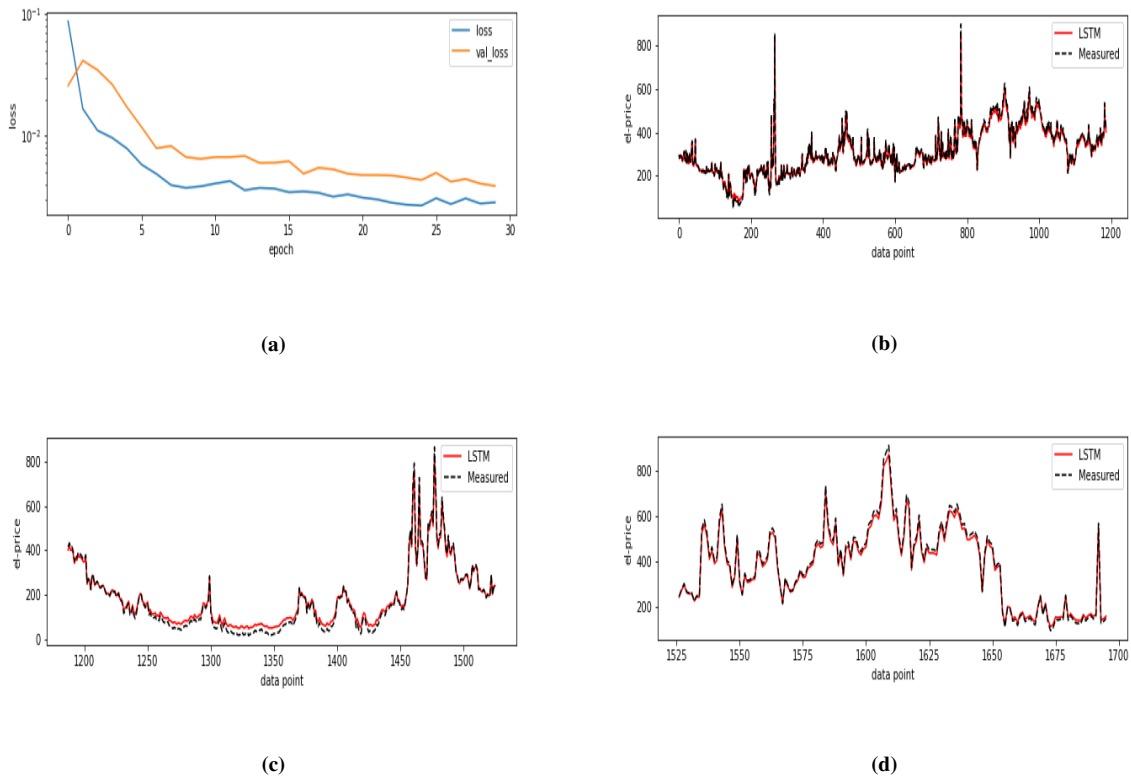 10⁻¹
10⁻²
loss
loss
val_loss
0 5 10 15 20 25 30
epoch
(a)
800
600
400
200
el-price
LSTM
Measured
0 200 400 600 800 1000 1200
data point
(b)
800
600
400
200
0
el-price
LSTM
Measured
1200 1250 1300 1350 1400 1450 1500
data point
(c)
800
600
400
200
el-price
LSTM
Measured
1525 1550 1575 1600 1625 1650 1675 1700
data point
(d)